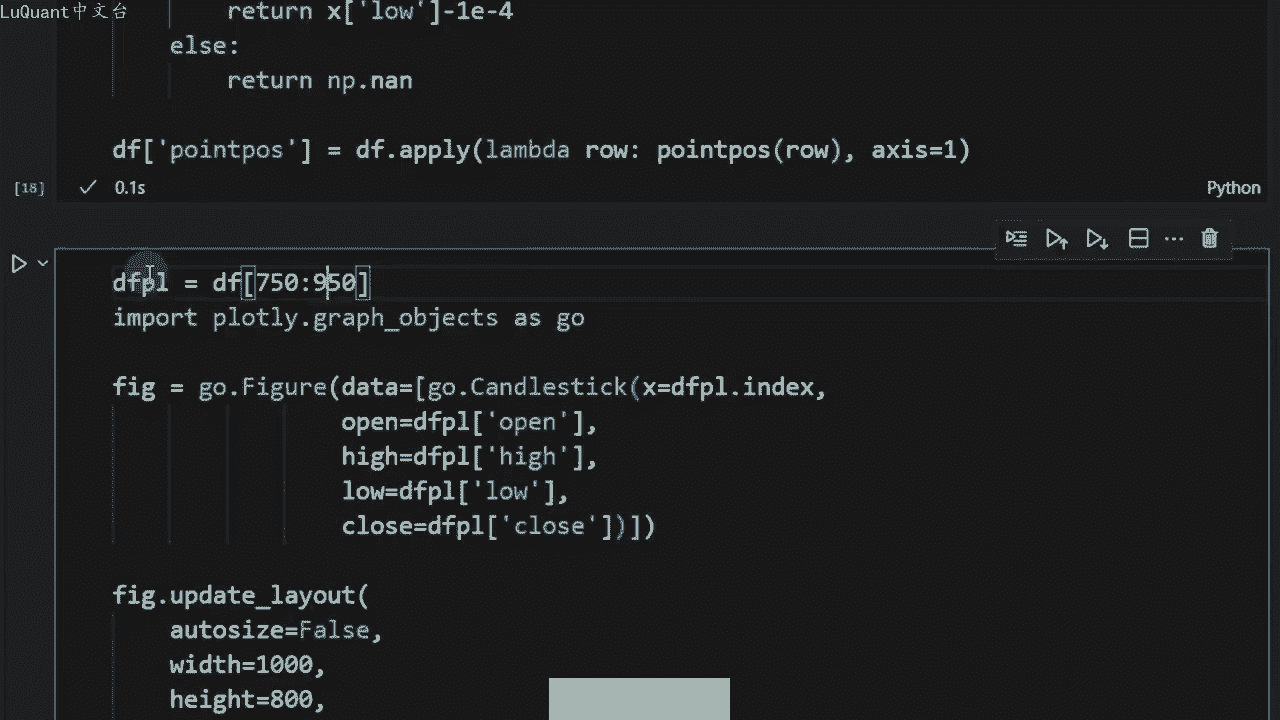 LuQuant中文台
return x['low']-1e-4
else:
return np.nan
df['pointpos'] = df.apply(lambda row: pointpos(row), axis=1)
[18]
0.1s
Python
dfpl = df[750:950]
import plotly.graph_objects as go
fig = go.Figure(data=[go.Candlestick(x=dfpl.index,
open=dfpl['open'],
high=dfpl['high'],
low=dfpl['low'],
close=dfpl['close'])])
fig.update_layout(
autosize=False,
width=1000,
height=800,